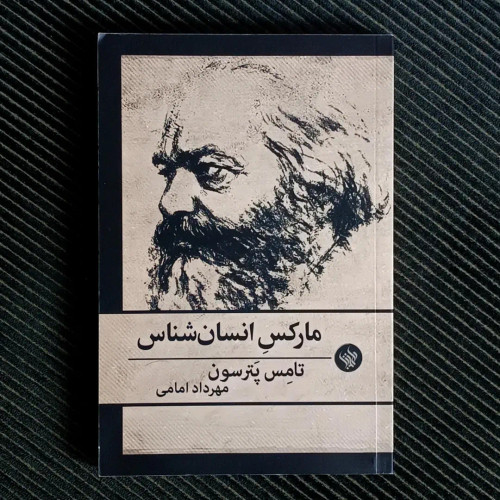 مارکسِ انسان‌شناس
تامِس پَترسون
مهرداد امامی